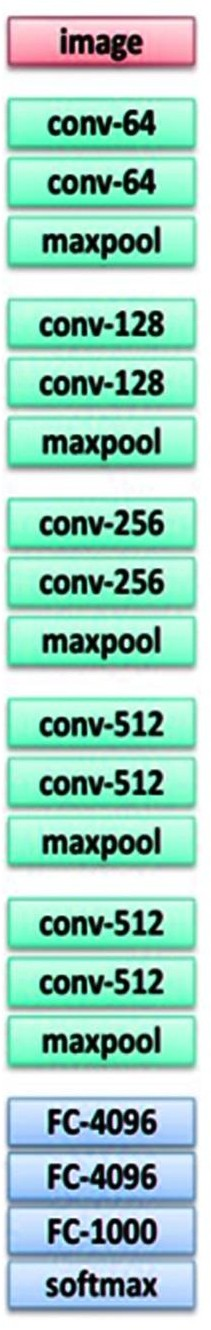 image
conv-64
conv-64
maxpool
conv-128
conv-128
maxpool
conv-256
conv-256
maxpool
conv-512
conv-512
maxpool
conv-512
conv-512
maxpool
FC-4096
FC-4096
FC-1000
softmax